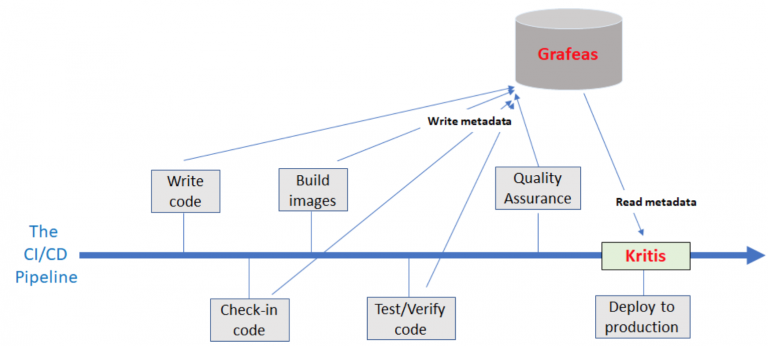 Grafeas
Write metadata
Write
code
Build
images
Quality
Assurance
Read metadata
The
CI/CD
Pipeline
Kritis
Check-in
code
Test/Verify
code
Deploy to
production